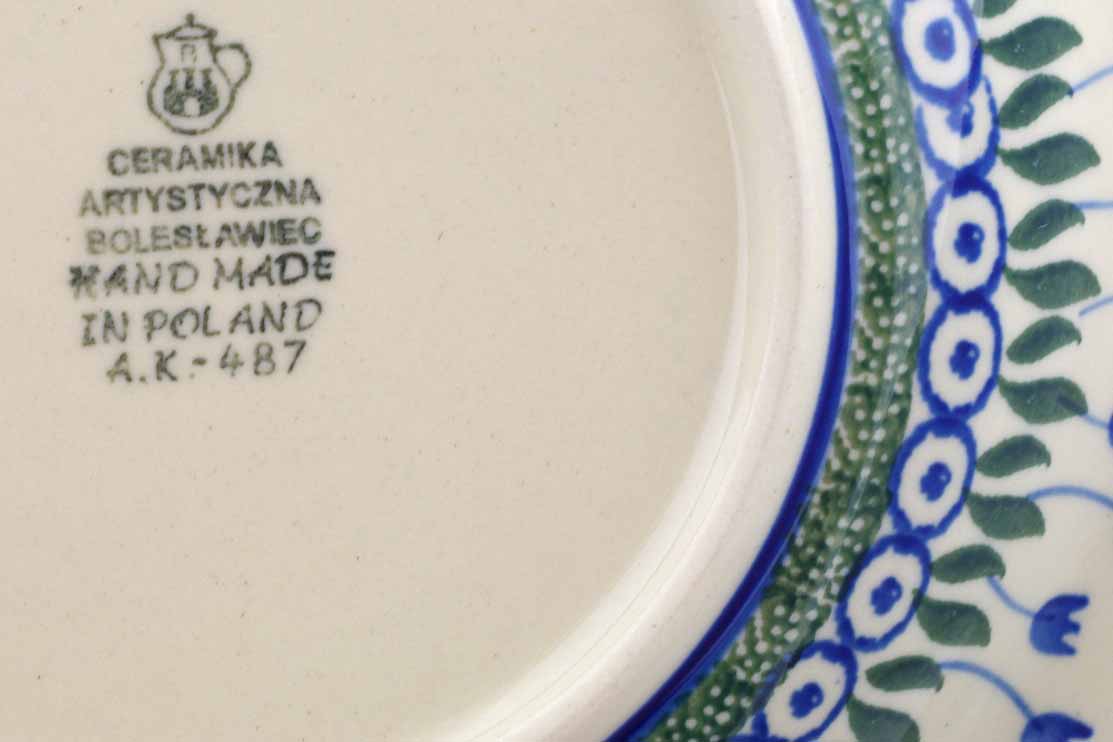 CERAMIKA
ARTYSTYCZNA
BOLESŁAWIEC
HAND MADE
IN POLAND
A.K.-487